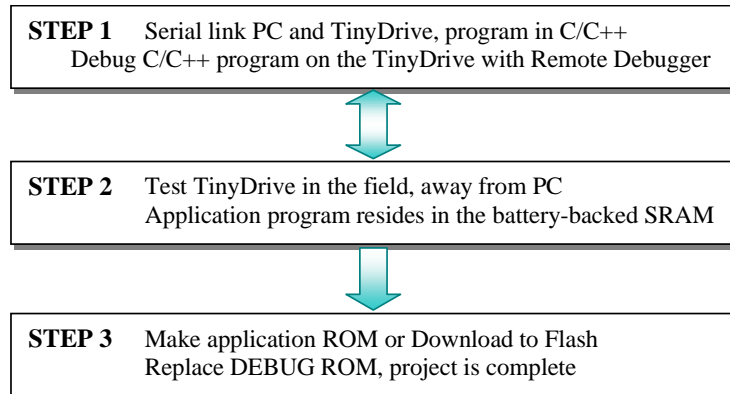 STEP 1 Serial link PC and TinyDrive, program in C/C++
Debug C/C++ program on the TinyDrive with Remote Debugger
STEP 2 Test TinyDrive in the field, away from PC
Application program resides in the battery-backed SRAM
STEP 3 Make application ROM or Download to Flash
Replace DEBUG ROM, project is complete